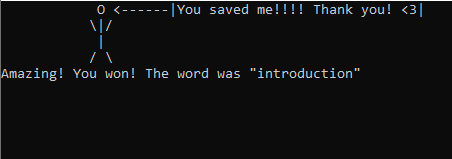 O <------|You saved me!!!! Thank you! <3|
\|/
|
/ \
Amazing! You won! The word was "introduction"